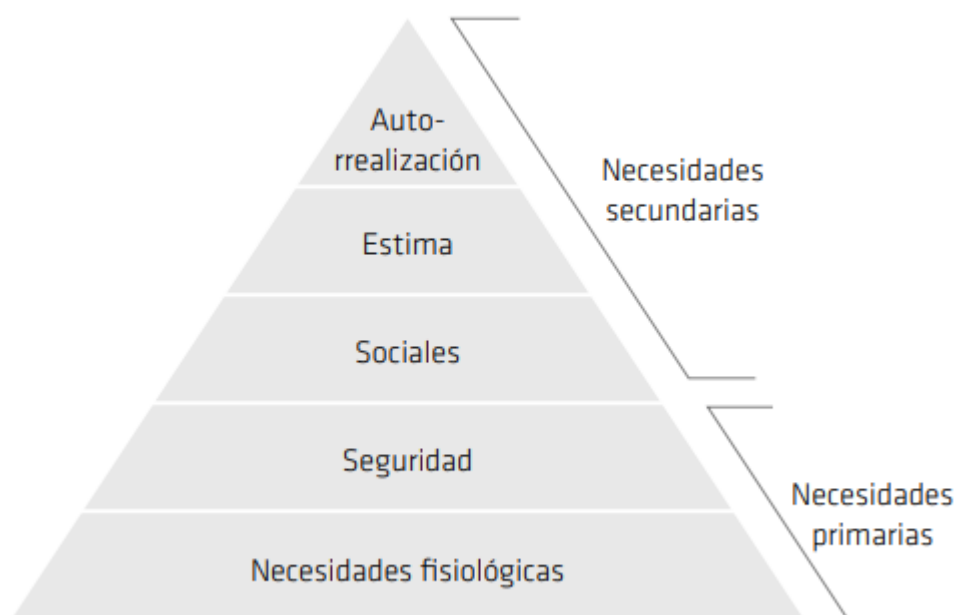 Auto-
rrealización
Necesidades
secundarias
Estima
Sociales
Seguridad
Necesidades
primarias
Necesidades fisiológicas